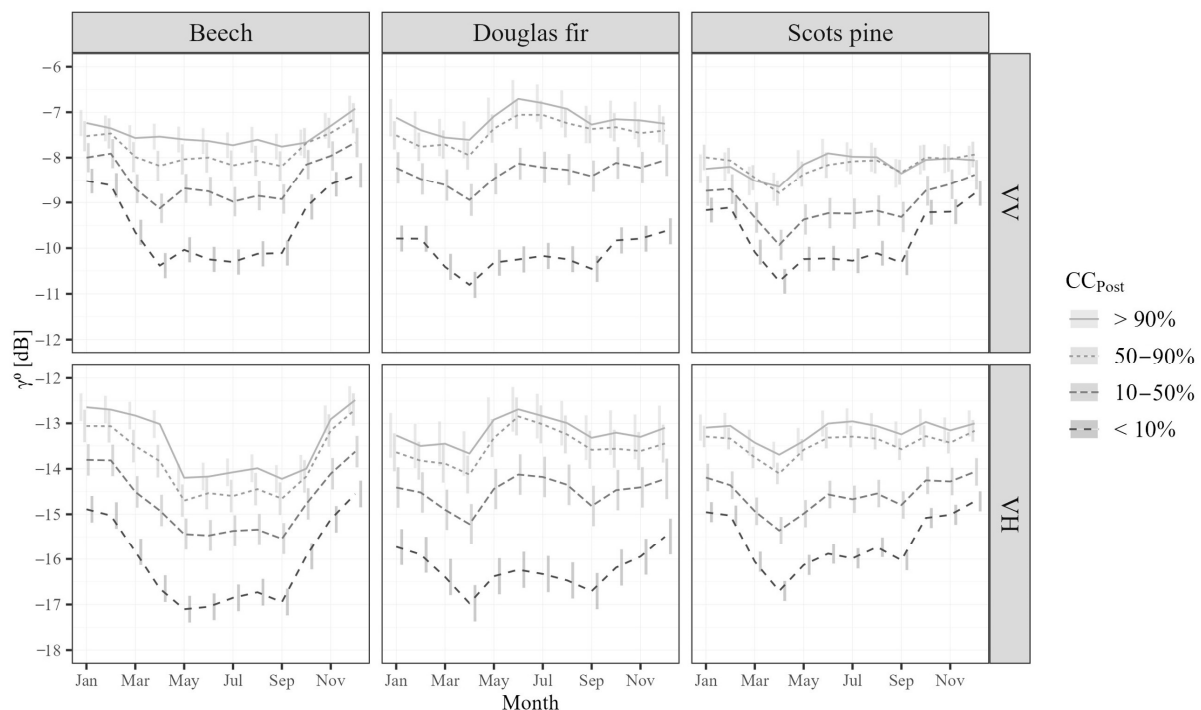 Beech
Douglas fir
Scots pine
−6
−7
−8
−9
−10
−11
−12
VV
γ⁰ [dB]
−12
−13
−14
−15
−16
−17
−18
VH
Jan Mar May Jul Sep Nov
Jan Mar May Jul Sep Nov
Jan Mar May Jul Sep Nov
Month
CCPost
> 90%
50−90%
10−50%
< 10%